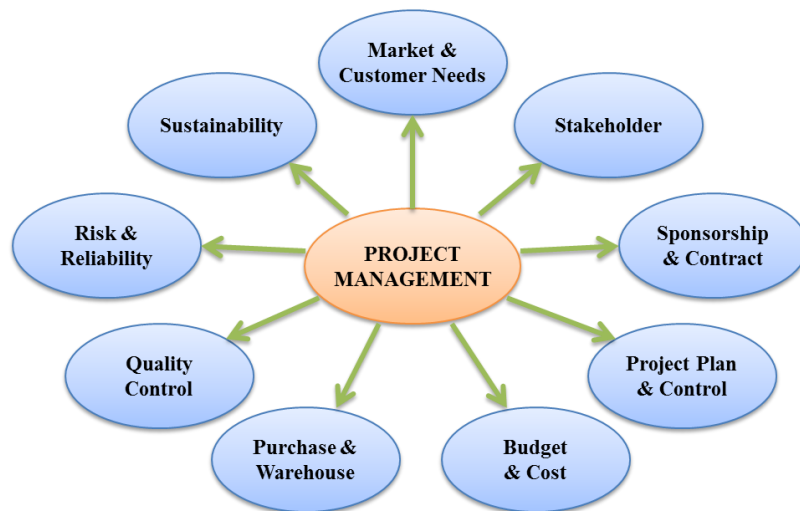 Market &
Customer Needs
Sustainability
Stakeholder
Risk &
Reliability
PROJECT
MANAGEMENT
Sponsorship
& Contract
Quality
Control
Project Plan
& Control
Purchase &
Warehouse
Budget
& Cost